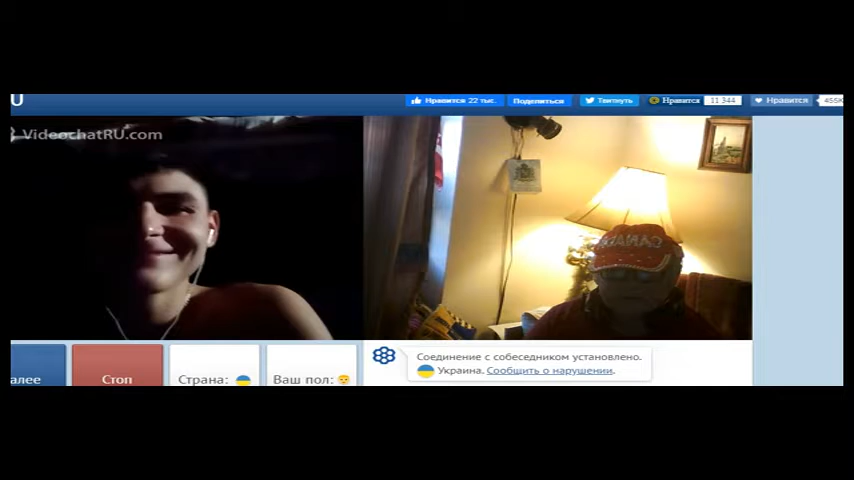 U
Нравится 22 тыс.
Поделиться
Твитнуть
Нравится 11 344
Нравится 455K
VideochatRU.com
CANADA
алее
Стоп
Страна:
Ваш пол:
Соединение с собеседником установлено.
Украина. Сообщить о нарушении.